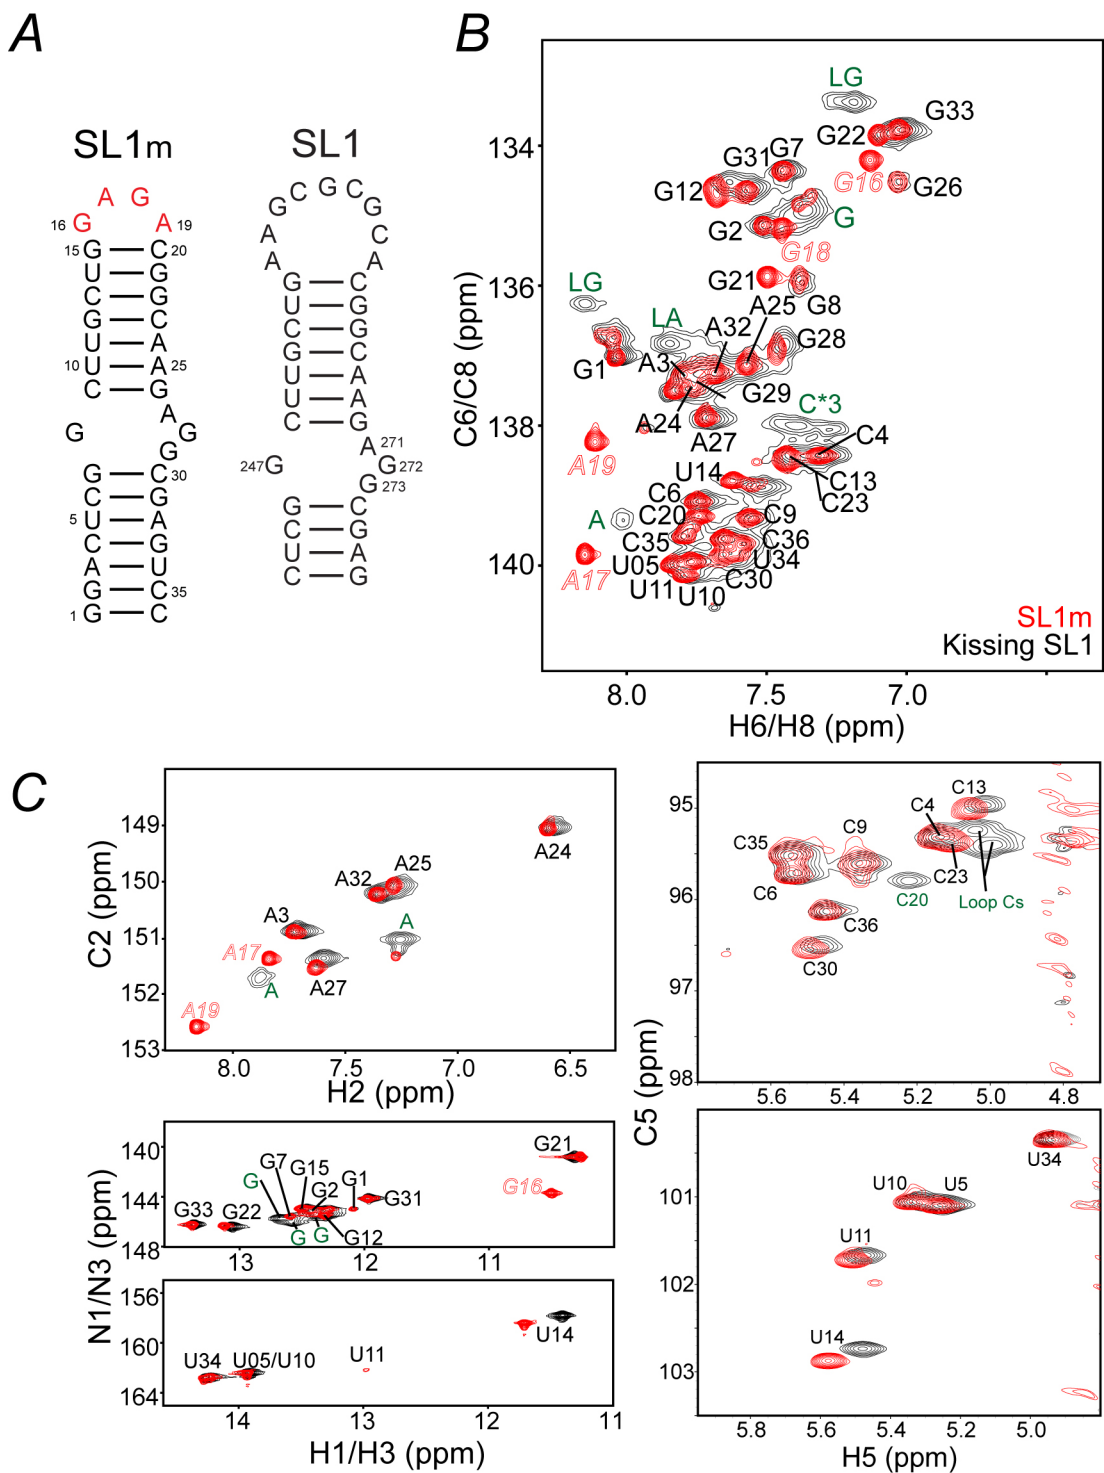 A
SL1m
SL1
A G
16 G A 19
15 G C 20
U G
C G
G C
U A
10 U A 25
C G
A
G G
G
G C 30
C G
5 U A
C G
A U
G C 35
1 G C
G C G C
C G
G C
A A
A
G C
U G
C G
G C
U A
U A
C G
A 271
247 G G 272
G 273
G C
C G
U A
C G
B
C6/C8 (ppm)
134
136
138
140
LG
G33
G22
G7
G31
G16
G12
G26
G2
G
G18
G21
LG
G8
A25
LA
A32
G28
A3
G1
G29
A24
C*3
A27
C4
A19
U14
C13
C23
C6
C9
A
C20
C35
C36
U34
A17
U05
C30
U11
U10
SL1m
Kissing SL1
8.0 7.5 7.0
H6/H8 (ppm)
C
C2 (ppm)
149
150
151
152
153
A24
A25
A32
A3
A
A17
A27
A
A19
8.0 7.5 7.0 6.5
H2 (ppm)
N1/N3 (ppm)
140
144
148
G21
G7
G15
G1
G2
G
G16
G31
G33
G22
G G
G12
13 12 11
156
160
164
U14
U34 U05/U10
U11
14 13 12 11
H1/H3 (ppm)
C5 (ppm)
95
96
97
98
C13
C4
C9
C35
C23
C6
C20
Loop Cs
C36
C30
5.6 5.4 5.2 5.0 4.8
101
102
103
U34
U10 U5
U11
U14
5.8 5.6 5.4 5.2 5.0
H5 (ppm)